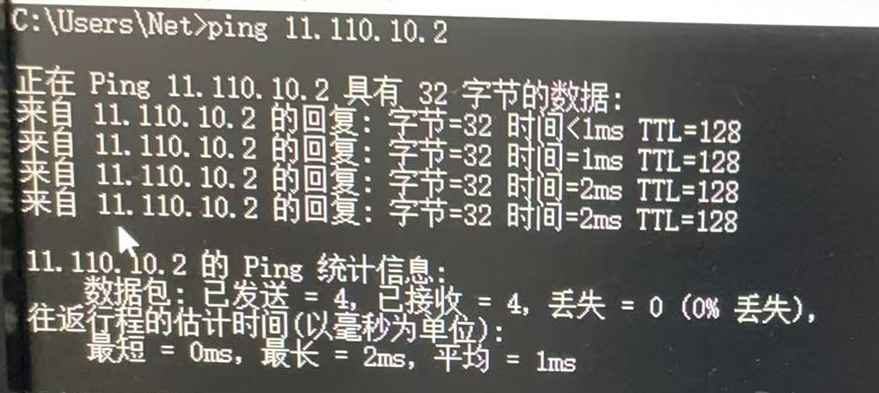 C:\Users\Net>ping 11.110.10.2
正在 Ping 11.110.10.2 具有 32 字节的数据:
来自 11.110.10.2 的回复: 字节=32 时间<1ms TTL=128
来自 11.110.10.2 的回复: 字节=32 时间=1ms TTL=128
来自 11.110.10.2 的回复: 字节=32 时间=2ms TTL=128
来自 11.110.10.2 的回复: 字节=32 时间=2ms TTL=128
11.110.10.2 的 Ping 统计信息:
数据包: 已发送 = 4, 已接收 = 4, 丢失 = 0 (0% 丢失),
往返行程的估计时间(以毫秒为单位):
最短 = 0ms, 最长 = 2ms, 平均 = 1ms